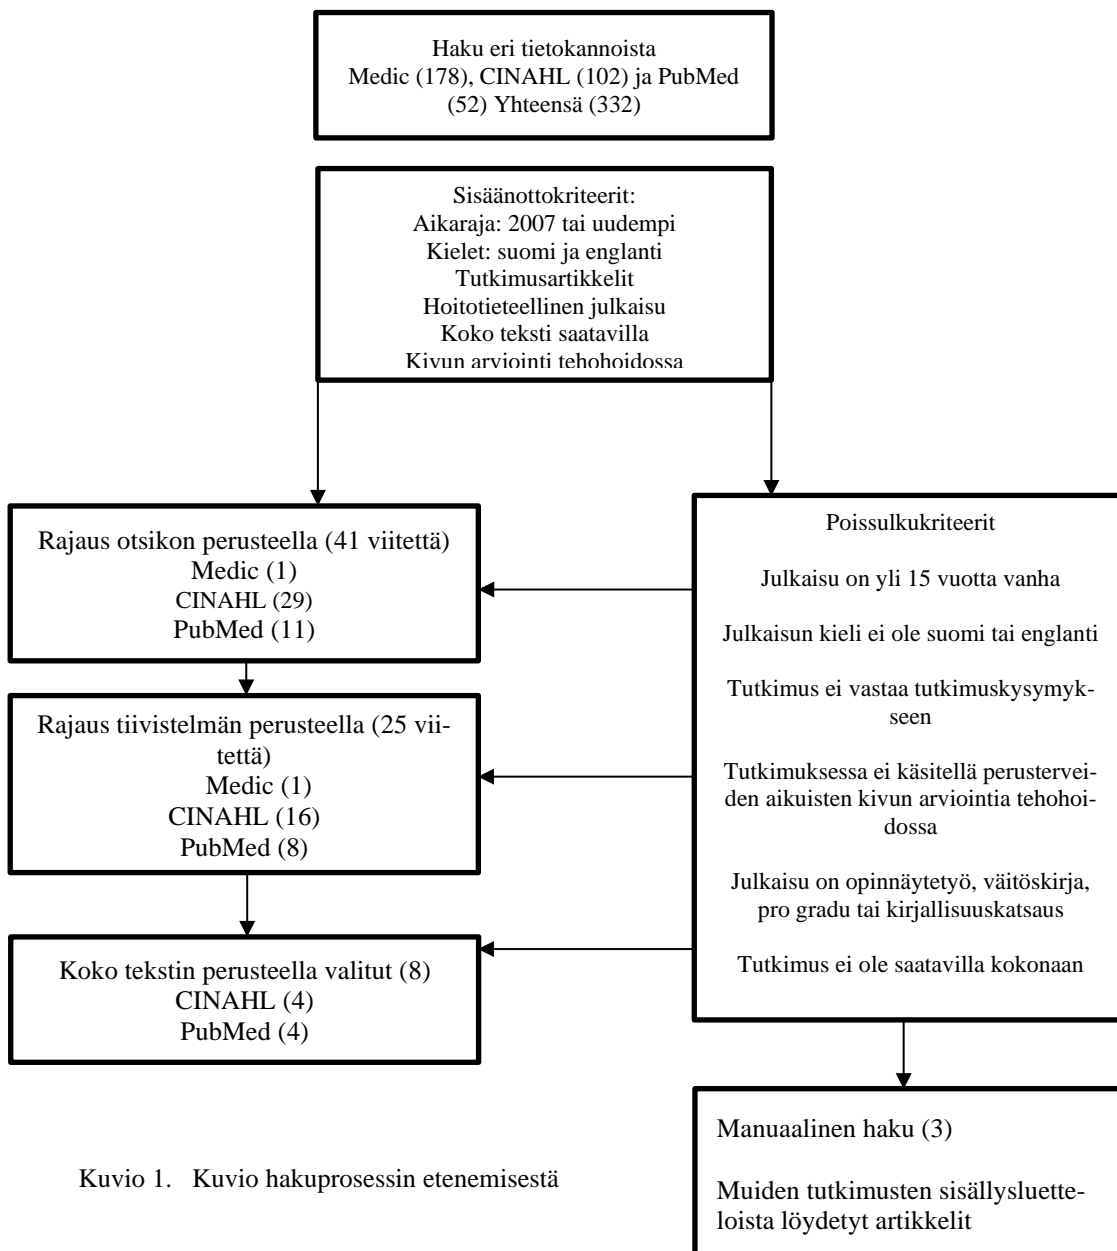 Haku eri tietokannoista
Medic (178), CINAHL (102) ja PubMed
(52) Yhteensä (332)
Sisäänottokriteerit:
Aikaraja: 2007 tai uudempi
Kielet: suomi ja englanti
Tutkimusartikkelit
Hoitotieteellinen julkaisu
Koko teksti saatavilla
Kivun arviointi tehohoidossa
Rajaus otsikon perusteella (41 viitettä)
Medic (1)
CINAHL (29)
PubMed (11)
Rajaus tiivistelmän perusteella (25 vii-
tettä)
Medic (1)
CINAHL (16)
PubMed (8)
Koko tekstin perusteella valitut (8)
CINAHL (4)
PubMed (4)
Poissulkukriteerit
Julkaisu on yli 15 vuotta vanha
Julkaisun kieli ei ole suomi tai englanti
Tutkimus ei vastaa tutkimuskysymyk-
seen
Tutkimuksessa ei käsitellä perustervei-
den aikuisten kivun arviointia tehohoi-
dossa
Julkaisu on opinnäytetyö, väitöskirja,
pro gradu tai kirjallisuuskatsaus
Tutkimus ei ole saatavilla kokonaan
Manuaalinen haku (3)
Muiden tutkimusten sisällysluette-
loista löydetyt artikkelit
Kuvio 1. Kuvio hakuprosessin etenemisestä